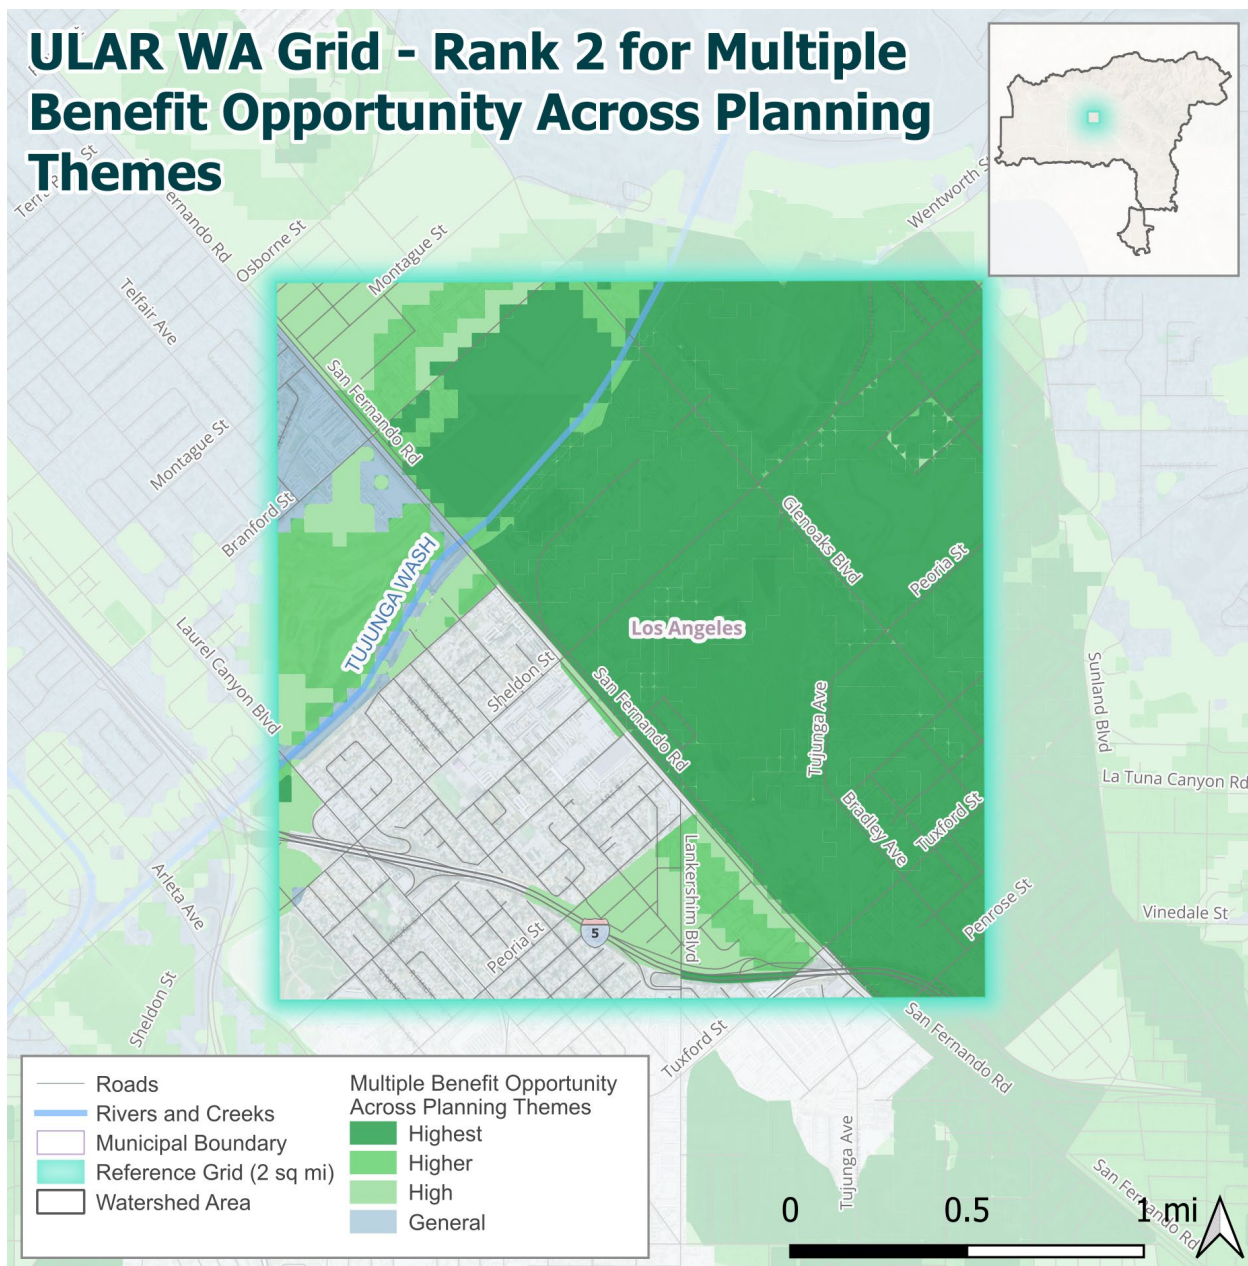 ULAR WA Grid - Rank 2 for Multiple
Benefit Opportunity Across Planning
Themes
Wentworth St
Osborne St
Montague St
Telfair Ave
San Fernando Rd
Montague St
Branford St
TUJUNGA WASH
Glenoaks Blvd
Peoria St
Los Angeles
Laurel Canyon Blvd
Sheldon St
San Fernando Rd
Tujunga Ave
Sunland Blvd
La Tuna Canyon Rd
Bradley Ave
Tuxford St
Lankershim Blvd
Arleta Ave
Penrose St
Vinedale St
Peoria St
5
Sheldon St
San Fernando Rd
Tuxford St
Tujunga Ave
San Fernando Rd
Roads
Rivers and Creeks
Municipal Boundary
Reference Grid (2 sq mi)
Watershed Area
Multiple Benefit Opportunity
Across Planning Themes
Highest
Higher
High
General
0 0.5 1 mi